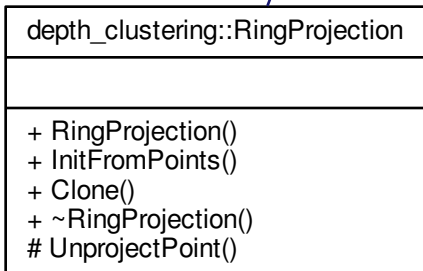 depth_clustering::RingProjection
+ RingProjection()
+ InitFromPoints()
+ Clone()
+ ~RingProjection()
# UnprojectPoint()